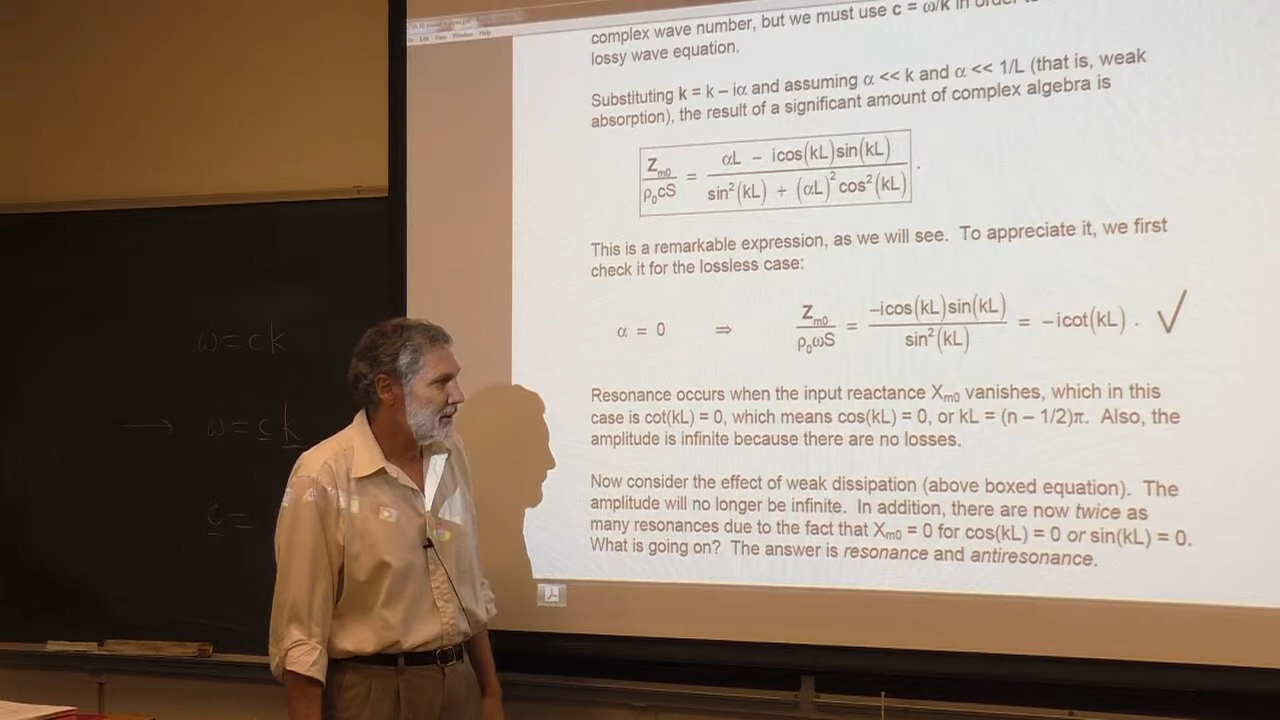 Edit View Window Help
complex wave number, but we must use c = ω/k in order
lossy wave equation.
Substituting k = k – iα and assuming α << k and α << 1/L (that is, weak
absorption), the result of a significant amount of complex algebra is
Zm0/ρ0cS = (αL – icos(kL)sin(kL))/(sin²(kL) + (αL)²cos²(kL)).
This is a remarkable expression, as we will see. To appreciate it, we first
check it for the lossless case:
α = 0 ⇒ Zm0/ρ0ωS = –icos(kL)sin(kL)/sin²(kL) = –icot(kL) . ✓
Resonance occurs when the input reactance Xm0 vanishes, which in this
case is cot(kL) = 0, which means cos(kL) = 0, or kL = (n – 1/2)π. Also, the
amplitude is infinite because there are no losses.
Now consider the effect of weak dissipation (above boxed equation). The
amplitude will no longer be infinite. In addition, there are now twice as
many resonances due to the fact that Xm0 = 0 for cos(kL) = 0 or sin(kL) = 0.
What is going on? The answer is resonance and antiresonance.
ω = ck
→ ω = c k
c =